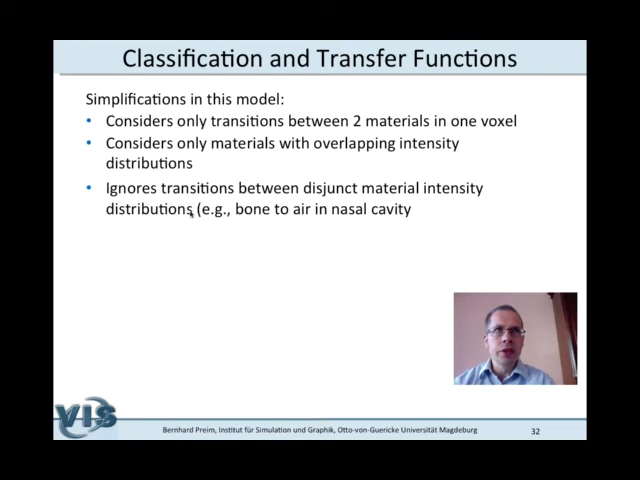 Classification and Transfer Functions
Simplifications in this model:
• Considers only transitions between 2 materials in one voxel
• Considers only materials with overlapping intensity
distributions
• Ignores transitions between disjunct material intensity
distributions (e.g., bone to air in nasal cavity
VIS
Bernhard Preim, Institut für Simulation und Graphik, Otto-von-Guericke Universität Magdeburg
32